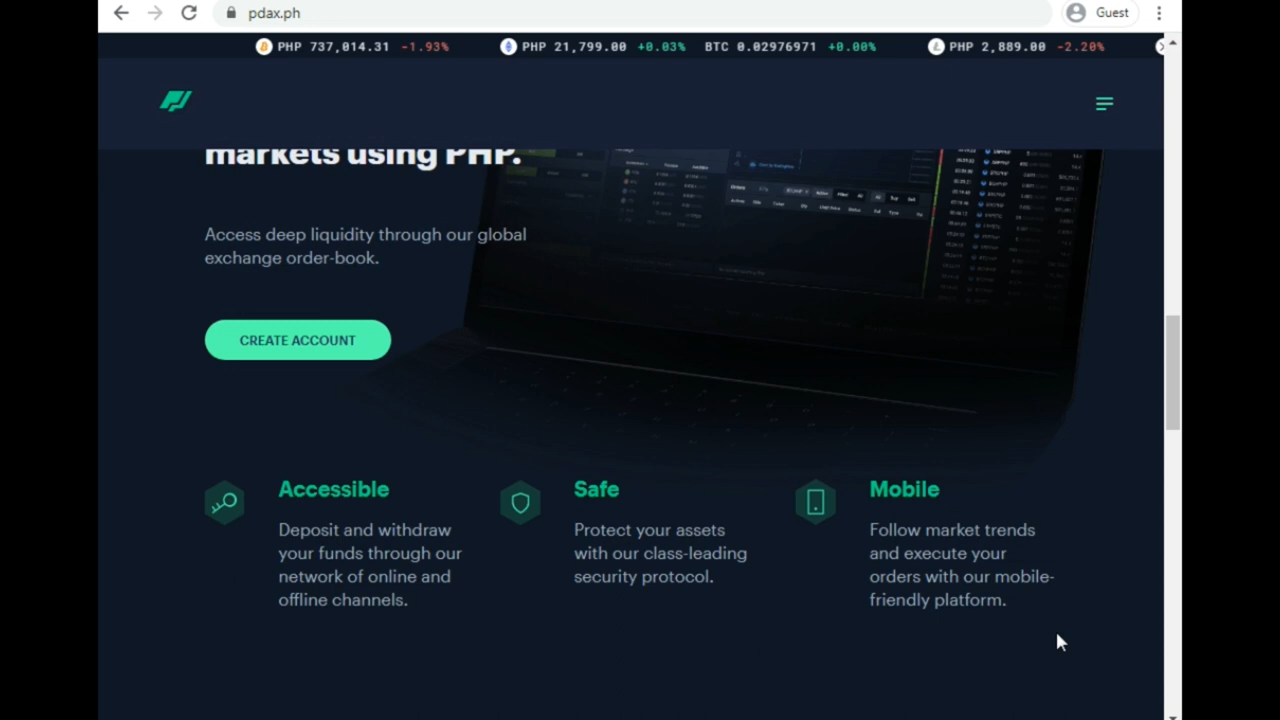 pdax.ph
Guest
PHP 737,014.31 -1.93% PHP 21,799.00 +0.03% BTC 0.02976971 +0.00% PHP 2,889.00 -2.20%
markets using PHP.
Access deep liquidity through our global
exchange order-book.
CREATE ACCOUNT
Accessible
Deposit and withdraw
your funds through our
network of online and
offline channels.
Safe
Protect your assets
with our class-leading
security protocol.
Mobile
Follow market trends
and execute your
orders with our mobile-
friendly platform.